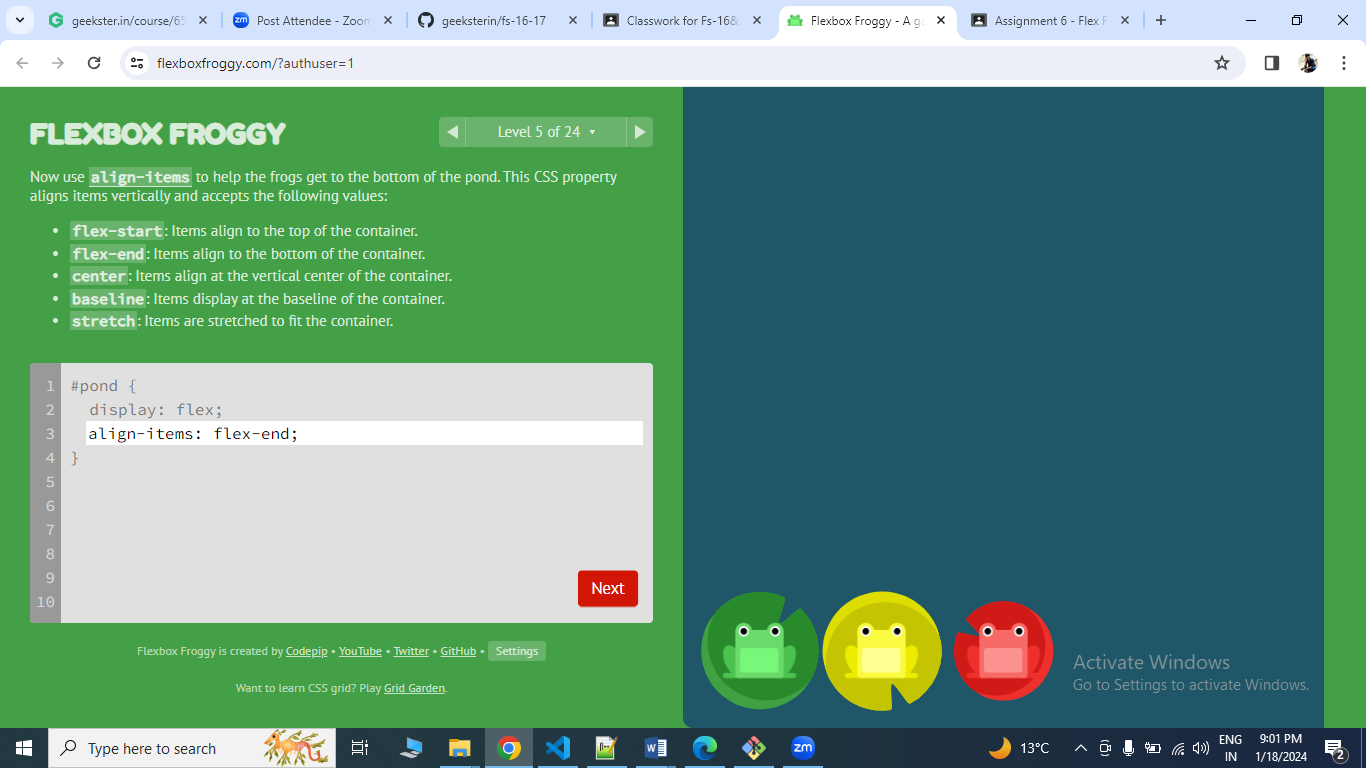 geekster.in/course/65
Post Attendee - Zoom
geeksterin/fs-16-17
Classwork for Fs-16&
Flexbox Froggy - A ga
Assignment 6 - Flex F
flexboxfroggy.com/?authuser=1
FLEXBOX FROGGY
Level 5 of 24
Now use align-items to help the frogs get to the bottom of the pond. This CSS property
aligns items vertically and accepts the following values:
• flex-start: Items align to the top of the container.
• flex-end: Items align to the bottom of the container.
• center: Items align at the vertical center of the container.
• baseline: Items display at the baseline of the container.
• stretch: Items are stretched to fit the container.
1 #pond {
2 display: flex;
3 align-items: flex-end;
4 }
5
6
7
8
9
10
Next
Flexbox Froggy is created by Codepip • YouTube • Twitter • GitHub • Settings
Want to learn CSS grid? Play Grid Garden.
Activate Windows
Go to Settings to activate Windows.
Type here to search
zm
13°C
ENG
IN
9:01 PM
1/18/2024
2